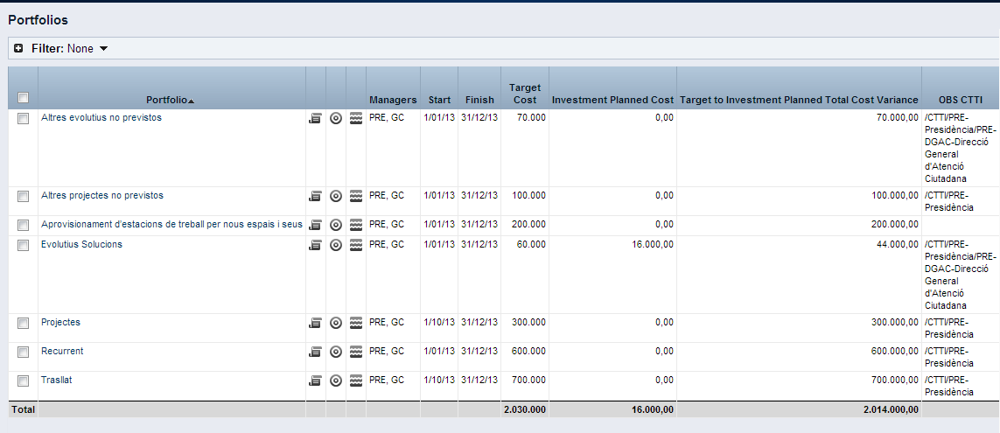 Portfolios
Filter: None
Portfolio Managers Start Finish Target Cost Investment Planned Cost Target to Investment Planned Total Cost Variance OBS CTTI
Altres evolutius no previstos PRE, GC 1/01/13 31/12/13 70.000 0,00 70.000,00 /CTTI/PRE-
Presidència/PRE-
DGAC-Direcció
General
d'Atenció
Ciutadana
Altres projectes no previstos PRE, GC 1/01/13 31/12/13 100.000 0,00 100.000,00 /CTTI/PRE-
Presidència
Aprovisionament d'estacions de treball per nous espais i seus PRE, GC 1/01/13 31/12/13 200.000 0,00 200.000,00
Evolutius Solucions PRE, GC 1/01/13 31/12/13 60.000 16.000,00 44.000,00 /CTTI/PRE-
Presidència/PRE-
DGAC-Direcció
General
d'Atenció
Ciutadana
Projectes PRE, GC 1/10/13 31/12/13 300.000 0,00 300.000,00 /CTTI/PRE-
Presidència
Recurrent PRE, GC 1/01/13 31/12/13 600.000 0,00 600.000,00 /CTTI/PRE-
Presidència
Trasllat PRE, GC 1/10/13 31/12/13 700.000 0,00 700.000,00 /CTTI/PRE-
Presidència
Total 2.030.000 16.000,00 2.014.000,00